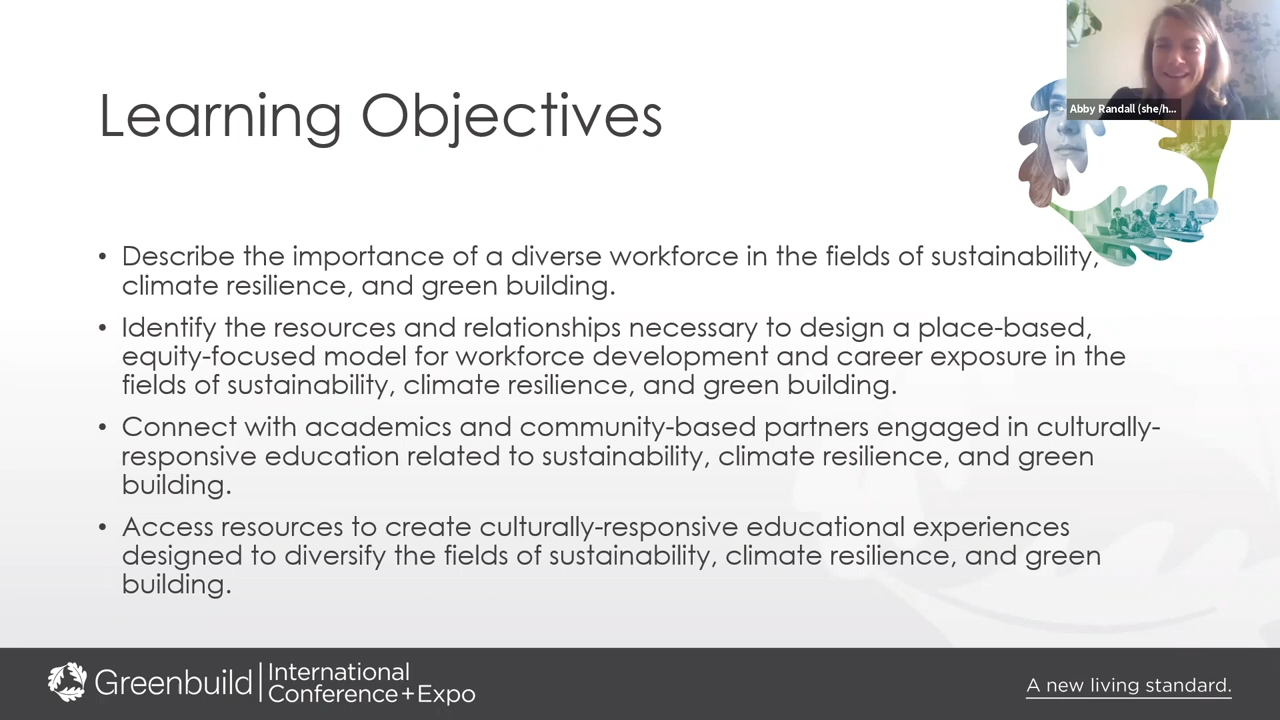 Abby Randall (she/h...
Learning Objectives
• Describe the importance of a diverse workforce in the fields of sustainability,
climate resilience, and green building.
• Identify the resources and relationships necessary to design a place-based,
equity-focused model for workforce development and career exposure in the
fields of sustainability, climate resilience, and green building.
• Connect with academics and community-based partners engaged in culturally-
responsive education related to sustainability, climate resilience, and green
building.
• Access resources to create culturally-responsive educational experiences
designed to diversify the fields of sustainability, climate resilience, and green
building.
Greenbuild
International
Conference+Expo
A new living standard.